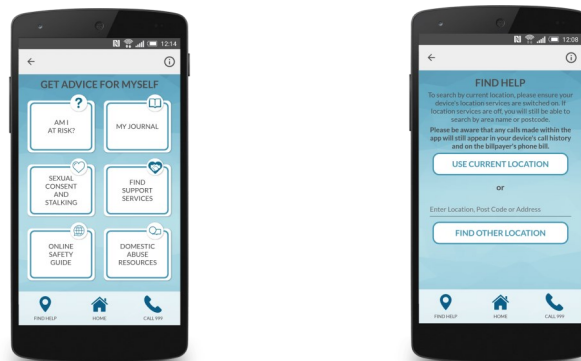 12:14
GET ADVICE FOR MYSELF
?
AM I
AT RISK?
MY JOURNAL
SEXUAL
CONSENT
AND
STALKING
FIND
SUPPORT
SERVICES
ONLINE
SAFETY
GUIDE
DOMESTIC
ABUSE
RESOURCES
FIND HELP
HOME
CALL 999
12:08
FIND HELP
To search by current location, please ensure your
device's location services are switched on. If
location services are off, you will still be able to
search by area name or postcode.
Please be aware that any calls made within the
app will still appear in your device's call history
and on the billpayer's phone bill.
USE CURRENT LOCATION
or
Enter Location, Post Code or Address
FIND OTHER LOCATION
FIND HELP
HOME
CALL 999